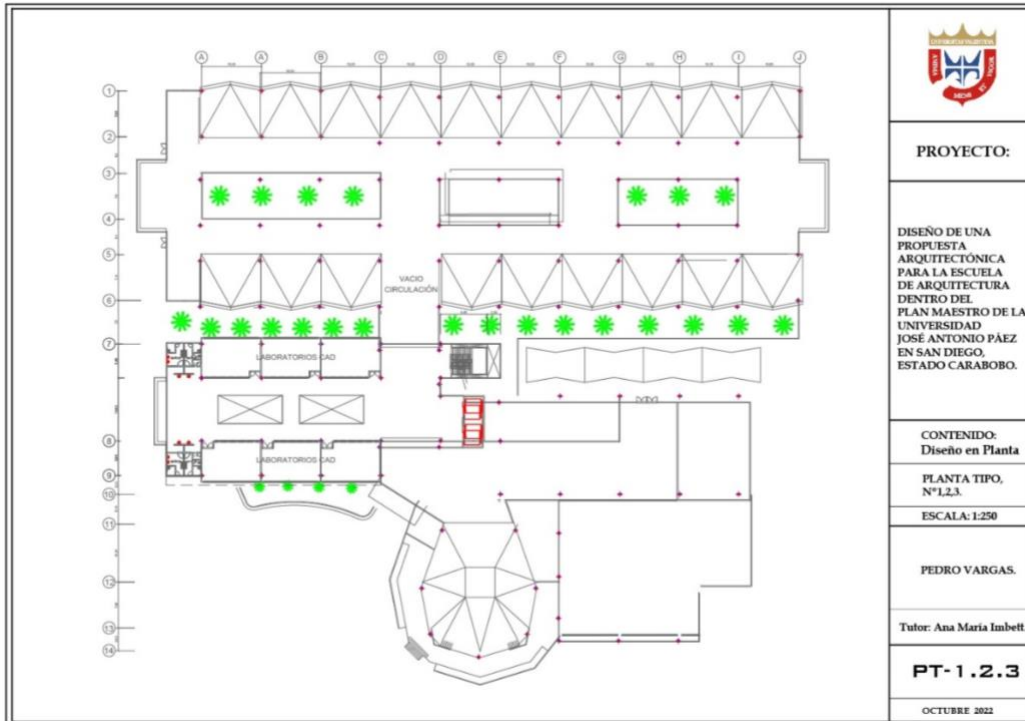 A A B C D E F G H I J
1
2
3
4
5
6
7
8
9
10
11
12
13
14
VACIO
CIRCULACIÓN
LABORATORIOS CAD
LABORATORIOS CAD
PROYECTO:
DISEÑO DE UNA
PROPUESTA
ARQUITECTÓNICA
PARA LA ESCUELA
DE ARQUITECTURA
DENTRO DEL
PLAN MAESTRO DE LA
UNIVERSIDAD
JOSÉ ANTONIO PÀEZ
EN SAN DIEGO,
ESTADO CARABOBO.
CONTENIDO:
Diseño en Planta
PLANTA TIPO,
N°1,2,3.
ESCALA: 1:250
PEDRO VARGAS.
Tutor: Ana María Imbett
PT-1.2.3
OCTUBRE 2022